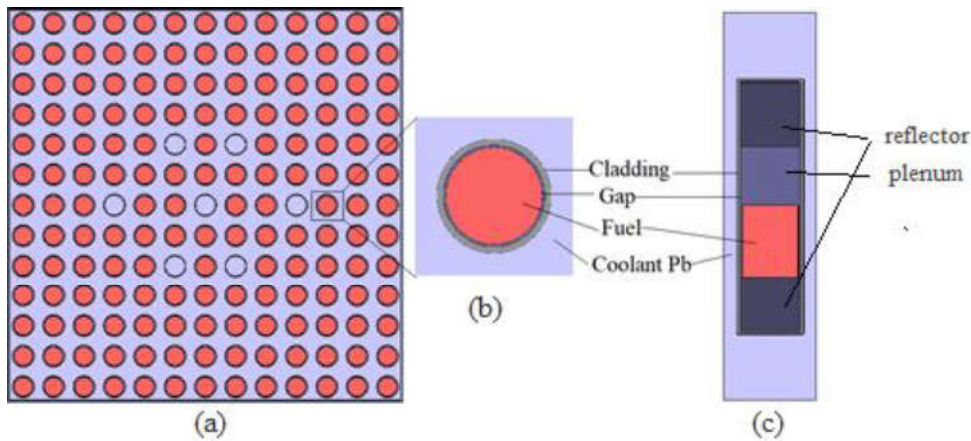 Cladding
Gap
Fuel
Coolant Pb
reflector
plenum
(a)
(b)
(c)